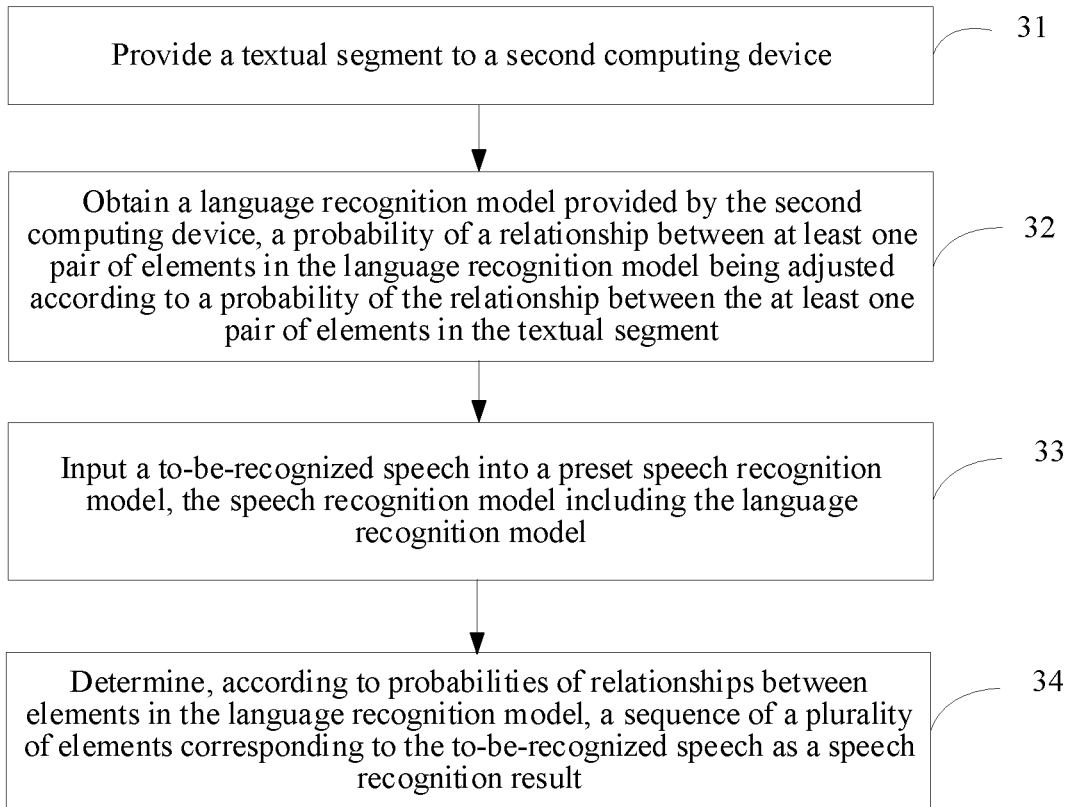 Provide a textual segment to a second computing device
31
Obtain a language recognition model provided by the second
computing device, a probability of a relationship between at least one
pair of elements in the language recognition model being adjusted
according to a probability of the relationship between the at least one
pair of elements in the textual segment
32
Input a to-be-recognized speech into a preset speech recognition
model, the speech recognition model including the language
recognition model
33
Determine, according to probabilities of relationships between
elements in the language recognition model, a sequence of a plurality
of elements corresponding to the to-be-recognized speech as a speech
recognition result
34